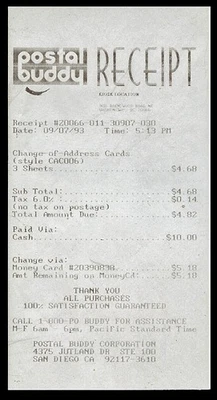 postal buddy RECEIPT
KIOSK LOCATION
Receipt #20066-011-30907-030
Date: 09/07/93 Time: 5:13 PM
Change-of-Address Cards
(style CAC006)
3 Sheets $4.68
Sub Total: $4.68
Tax 6.0% : $0.14
(no tax on postage)
Total Amount Due: $4.82
Paid Via:
Cash $10.00
Change via:
Money Card $5.18
Amt Remaining on MoneyCd: $5.18
THANK YOU
ALL PURCHASES
100% SATISFACTION GUARANTEED
CALL 1-800-PO BUDDY FOR ASSISTANCE
M-F 6am - 6pm, Pacific Standard Time
POSTAL BUDDY CORPORATION
4375 JUTLAND DR STE 100
SAN DIEGO CA 92117-3610